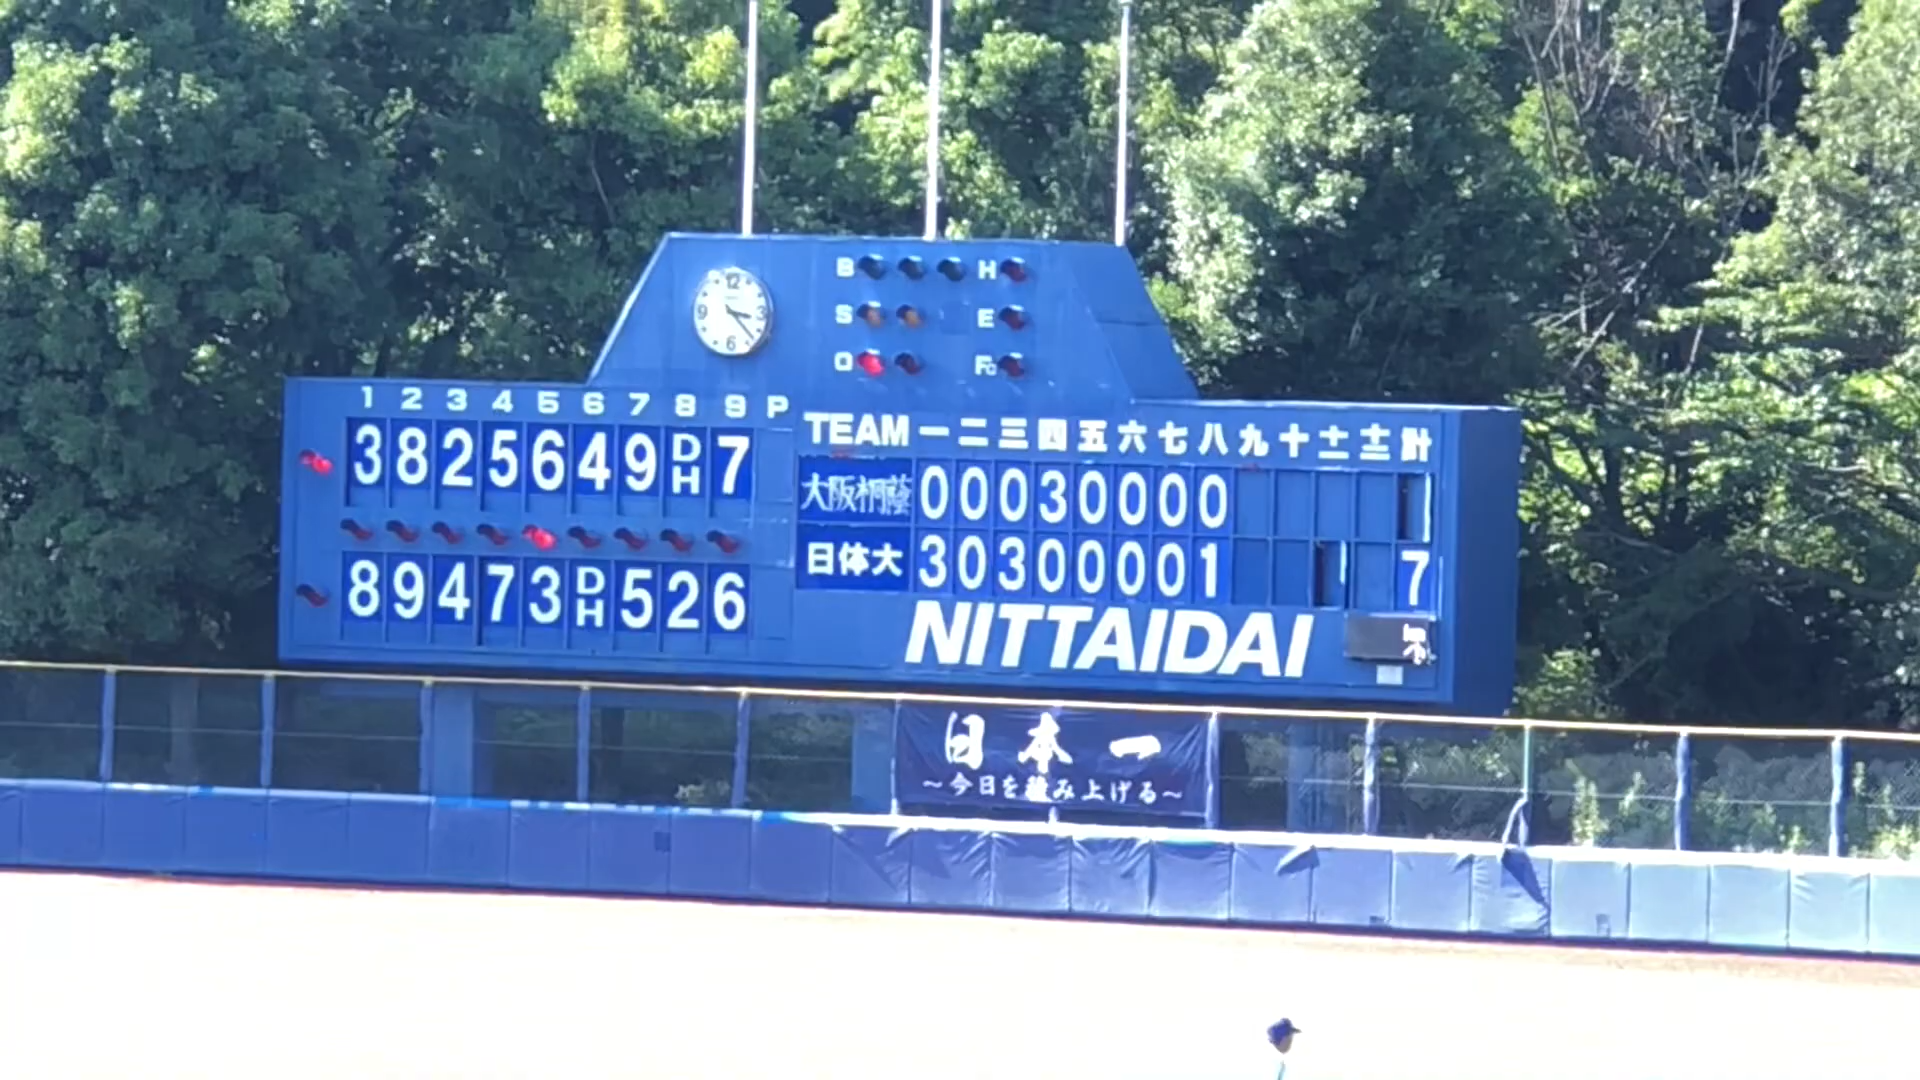 B H
S E
O Fc
12 3 6 9
1 2 3 4 5 6 7 8 9 P
3 8 2 5 6 4 9 DH 7
8 9 4 7 3 DH 5 2 6
TEAM 一 二 三 四 五 六 七 八 九 十 十一 十二 計
大阪桐蔭 0 0 0 3 0 0 0 0
日体大 3 0 3 0 0 0 0 1 7
NITTAIDAI
日本一
~今日を積み上げる~